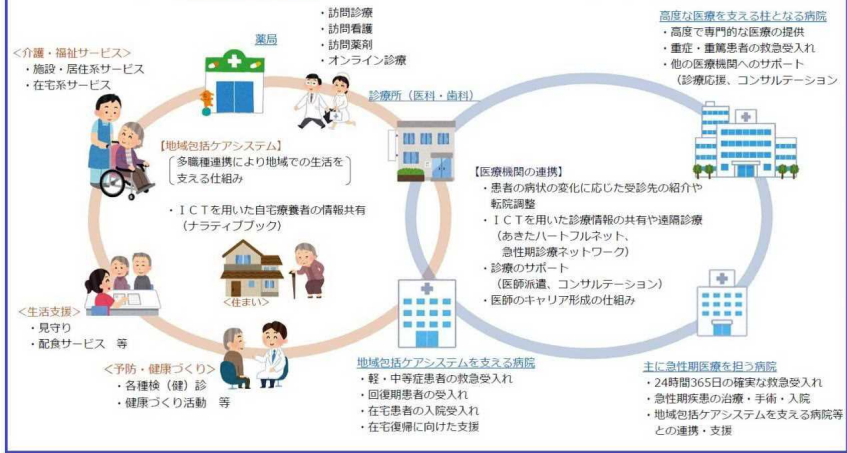 ・訪問診療
・訪問看護
・訪問薬剤
・オンライン診療
薬局
<介護・福祉サービス>
・施設・居住系サービス
・在宅系サービス
診療所（医科・歯科）
高度な医療を支える柱となる病院
・高度で専門的な医療の提供
・重症・重篤患者の救急受入れ
・他の医療機関へのサポート
（診療応援、コンサルテーション
【地域包括ケアシステム】
多職種連携により地域での生活を
支える仕組み
・ＩＣＴを用いた自宅療養者の情報共有
（ナラティブブック）
【医療機関の連携】
・患者の病状の変化に応じた受診先の紹介や
転院調整
・ＩＣＴを用いた診療情報の共有や遠隔診療
（あきたハートフルネット、
急性期診療ネットワーク）
・診療のサポート
（医師派遣、コンサルテーション）
・医師のキャリア形成の仕組み
<住まい>
<生活支援>
・見守り
・配食サービス　等
<予防・健康づくり>
・各種検（健）診
・健康づくり活動　等
地域包括ケアシステムを支える病院
・軽・中等症患者の救急受入れ
・回復期患者の受入れ
・在宅患者の入院受入れ
・在宅復帰に向けた支援
主に急性期医療を担う病院
・24時間365日の確実な救急受入れ
・急性期疾患の治療・手術・入院
・地域包括ケアシステムを支える病院等
との連携・支援